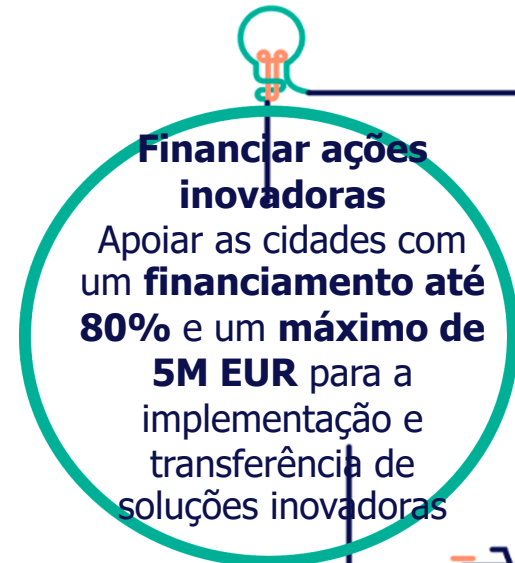 Financiar ações
inovadoras
Apoiar as cidades com
um financiamento até
80% e um máximo de
5M EUR para a
implementação e
transferência de
soluções inovadoras